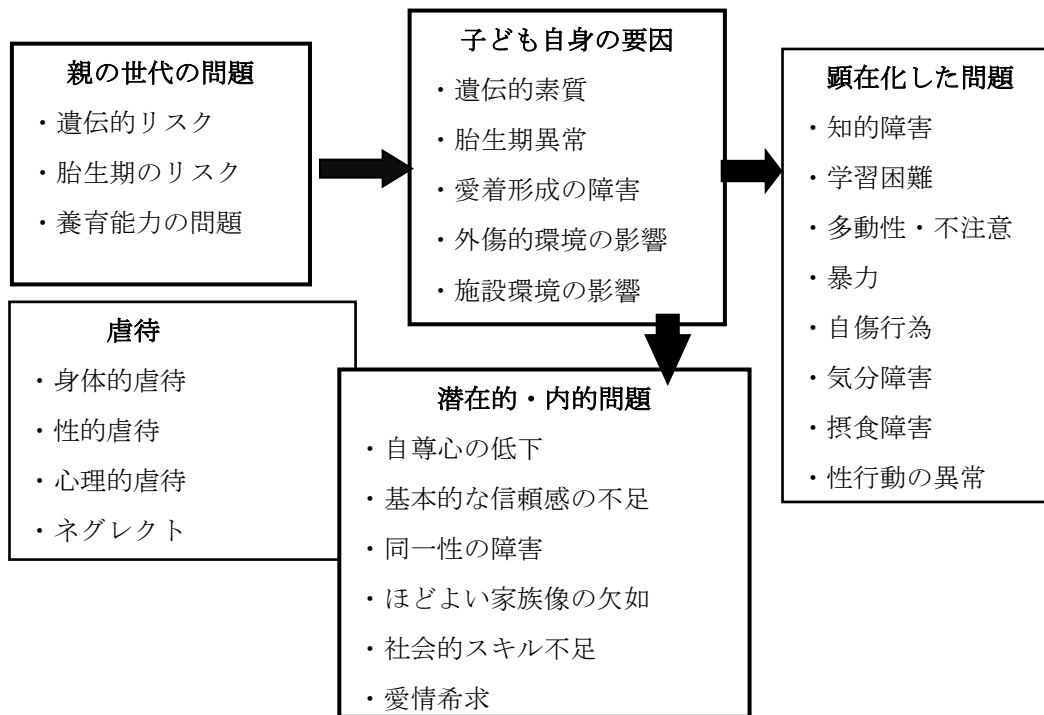 親の世代の問題
・遺伝的リスク
・胎生期のリスク
・養育能力の問題
子ども自身の要因
・遺伝的素質
・胎生期異常
・愛着形成の障害
・外傷的環境の影響
・施設環境の影響
顕在化した問題
・知的障害
・学習困難
・多動性・不注意
・暴力
・自傷行為
・気分障害
・摂食障害
・性行動の異常
虐待
・身体的虐待
・性的虐待
・心理的虐待
・ネグレクト
潜在的・内的問題
・自尊心の低下
・基本的な信頼感の不足
・同一性の障害
・ほどよい家族像の欠如
・社会的スキル不足
・愛情希求